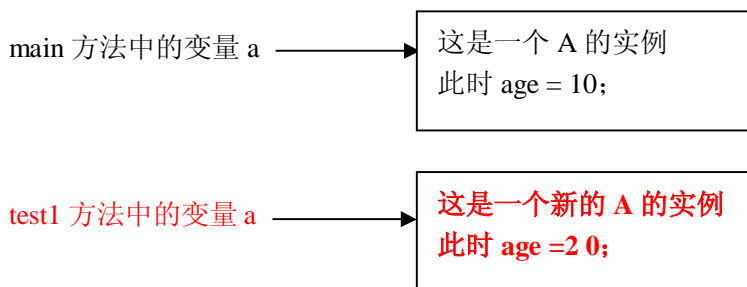 main 方法中的变量 a
这是一个 A 的实例
此时 age = 10；
test1 方法中的变量 a
这是一个新的 A 的实例
此时 age =2 0；